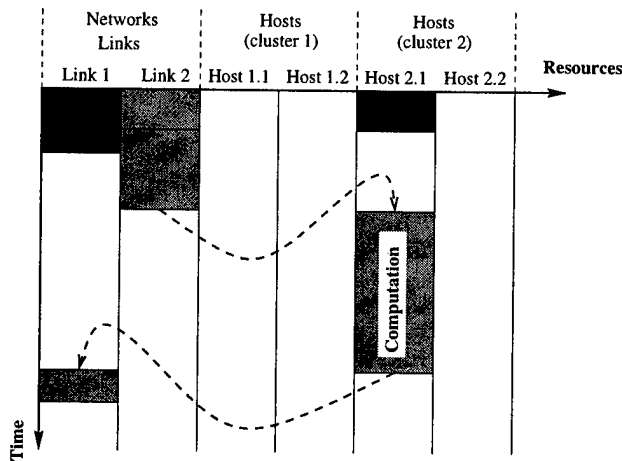 Networks
Links
Hosts
(cluster 1)
Hosts
(cluster 2)
Link 1
Link 2
Host 1.1
Host 1.2
Host 2.1
Host 2.2
Resources
Computation
Time